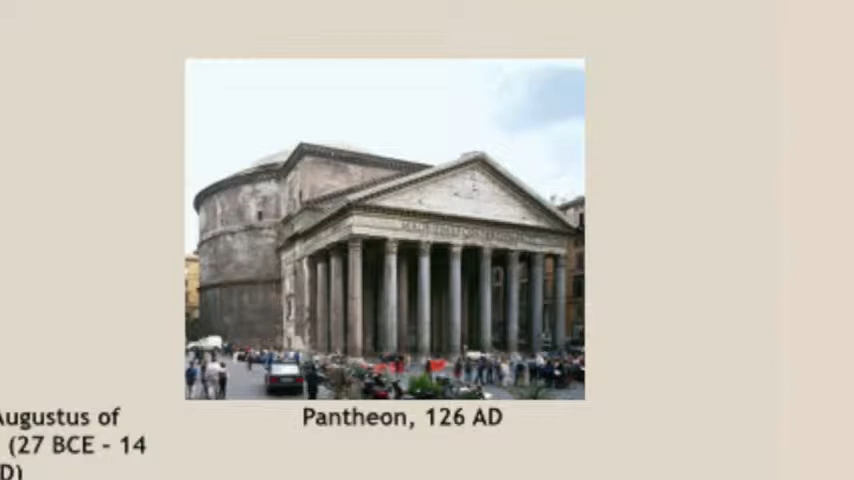 Augustus of
(27 BCE - 14
D)
Pantheon, 126 AD